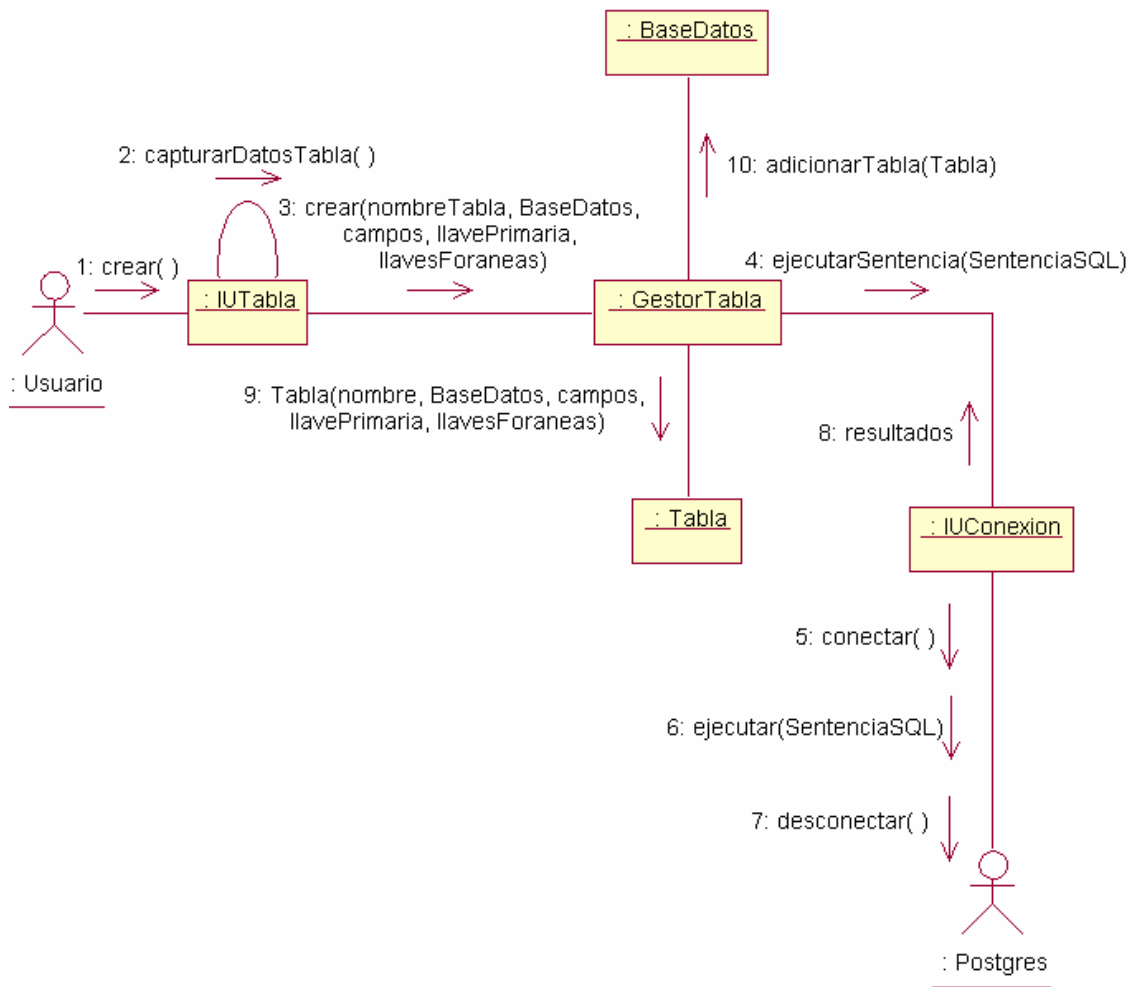 : BaseDatos
2: capturarDatosTabla( )
10: adicionarTabla(Tabla)
3: crear(nombreTabla, BaseDatos,
campos, llavePrimaria,
llavesForaneas)
1: crear( )
4: ejecutarSentencia(SentenciaSQL)
: IUTabla
: GestorTabla
: Usuario
9: Tabla(nombre, BaseDatos, campos,
llavePrimaria, llavesForaneas)
8: resultados
: Tabla
: IUConexion
5: conectar( )
6: ejecutar(SentenciaSQL)
7: desconectar( )
: Postgres